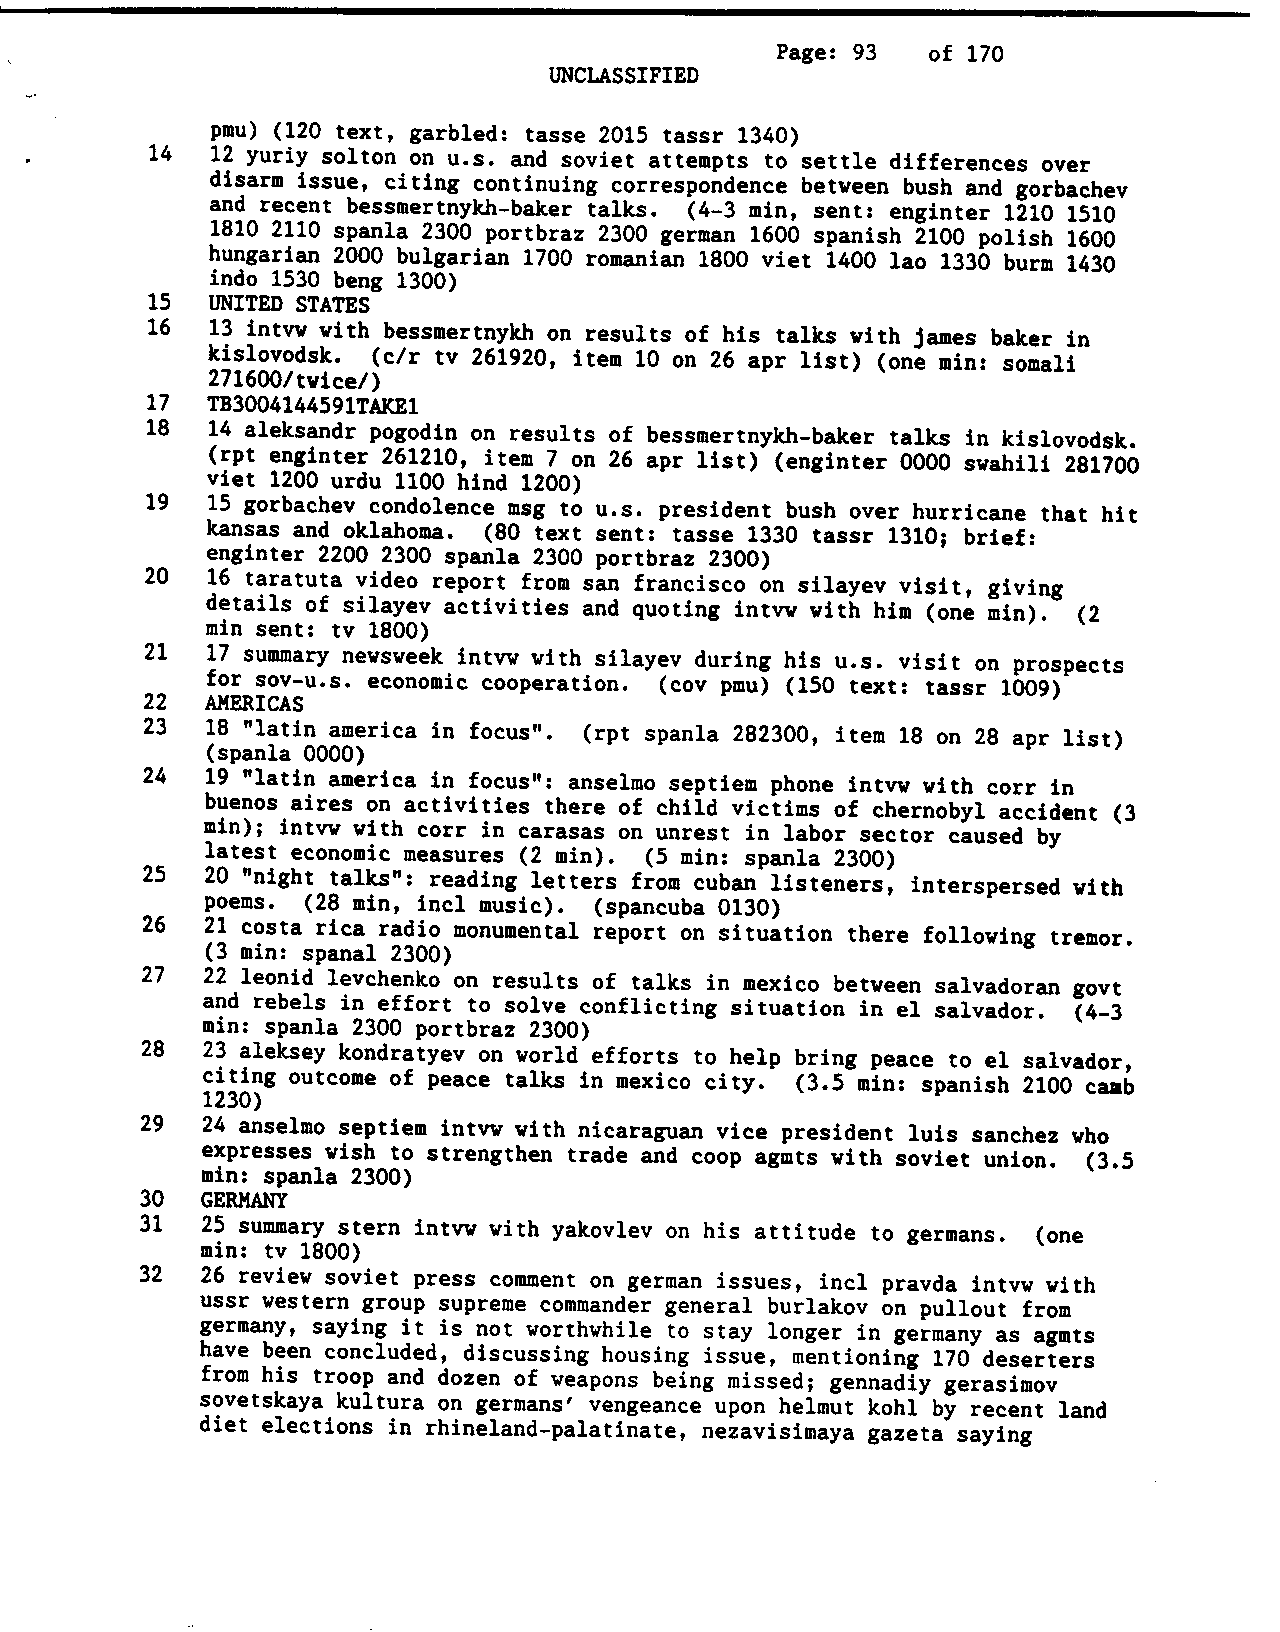 Page: 93 of 170
UNCLASSIFIED
pmu) (120 text, garbled: tasse 2015 tassr 1340)
14 12 yuriy solton on u.s. and soviet attempts to settle differences over
disarm issue, citing continuing correspondence between bush and gorbachev
and recent bessmertnykh-baker talks. (4-3 min, sent: enginter 1210 1510
1810 2110 spanla 2300 portbraz 2300 german 1600 spanish 2100 polish 1600
hungarian 2000 bulgarian 1700 romanian 1800 viet 1400 lao 1330 burm 1430
indo 1530 beng 1300)
15 UNITED STATES
16 13 intvw with bessmertnykh on results of his talks with james baker in
kislovodsk. (c/r tv 261920, item 10 on 26 apr list) (one min: somali
271600/twice/)
17 TB3004144591TAKE1
18 14 aleksandr pogodin on results of bessmertnykh-baker talks in kislovodsk.
(rpt enginter 261210, item 7 on 26 apr list) (enginter 0000 swahili 281700
viet 1200 urdu 1100 hind 1200)
19 15 gorbachev condolence msg to u.s. president bush over hurricane that hit
kansas and oklahoma. (80 text sent: tasse 1330 tassr 1310; brief:
enginter 2200 2300 spanla 2300 portbraz 2300)
20 16 taratuta video report from san francisco on silayev visit, giving
details of silayev activities and quoting intvw with him (one min). (2
min sent: tv 1800)
21 17 summary newsweek intvw with silayev during his u.s. visit on prospects
for sov-u.s. economic cooperation. (cov pmu) (150 text: tassr 1009)
22 AMERICAS
23 18 "latin america in focus". (rpt spanla 282300, item 18 on 28 apr list)
(spanla 0000)
24 19 "latin america in focus": anselmo septiem phone intvw with corr in
buenos aires on activities there of child victims of chernobyl accident (3
min); intvw with corr in carasas on unrest in labor sector caused by
latest economic measures (2 min). (5 min: spanla 2300)
25 20 "night talks": reading letters from cuban listeners, interspersed with
poems. (28 min, incl music). (spancuba 0130)
26 21 costa rica radio monumental report on situation there following tremor.
(3 min: spanal 2300)
27 22 leonid levchenko on results of talks in mexico between salvadoran govt
and rebels in effort to solve conflicting situation in el salvador. (4-3
min: spanla 2300 portbraz 2300)
28 23 aleksey kondratyev on world efforts to help bring peace to el salvador,
citing outcome of peace talks in mexico city. (3.5 min: spanish 2100 camb
1230)
29 24 anselmo septiem intvw with nicaraguan vice president luis sanchez who
expresses wish to strengthen trade and coop agmts with soviet union. (3.5
min: spanla 2300)
30 GERMANY
31 25 summary stern intvw with yakovlev on his attitude to germans. (one
min: tv 1800)
32 26 review soviet press comment on german issues, incl pravda intvw with
ussr western group supreme commander general burlakov on pullout from
germany, saying it is not worthwhile to stay longer in germany as agmts
have been concluded, discussing housing issue, mentioning 170 deserters
from his troop and dozen of weapons being missed; gennadiy gerasimov
sovetskaya kultura on germans' vengeance upon helmut kohl by recent land
diet elections in rhineland-palatinate, nezavisimaya gazeta saying